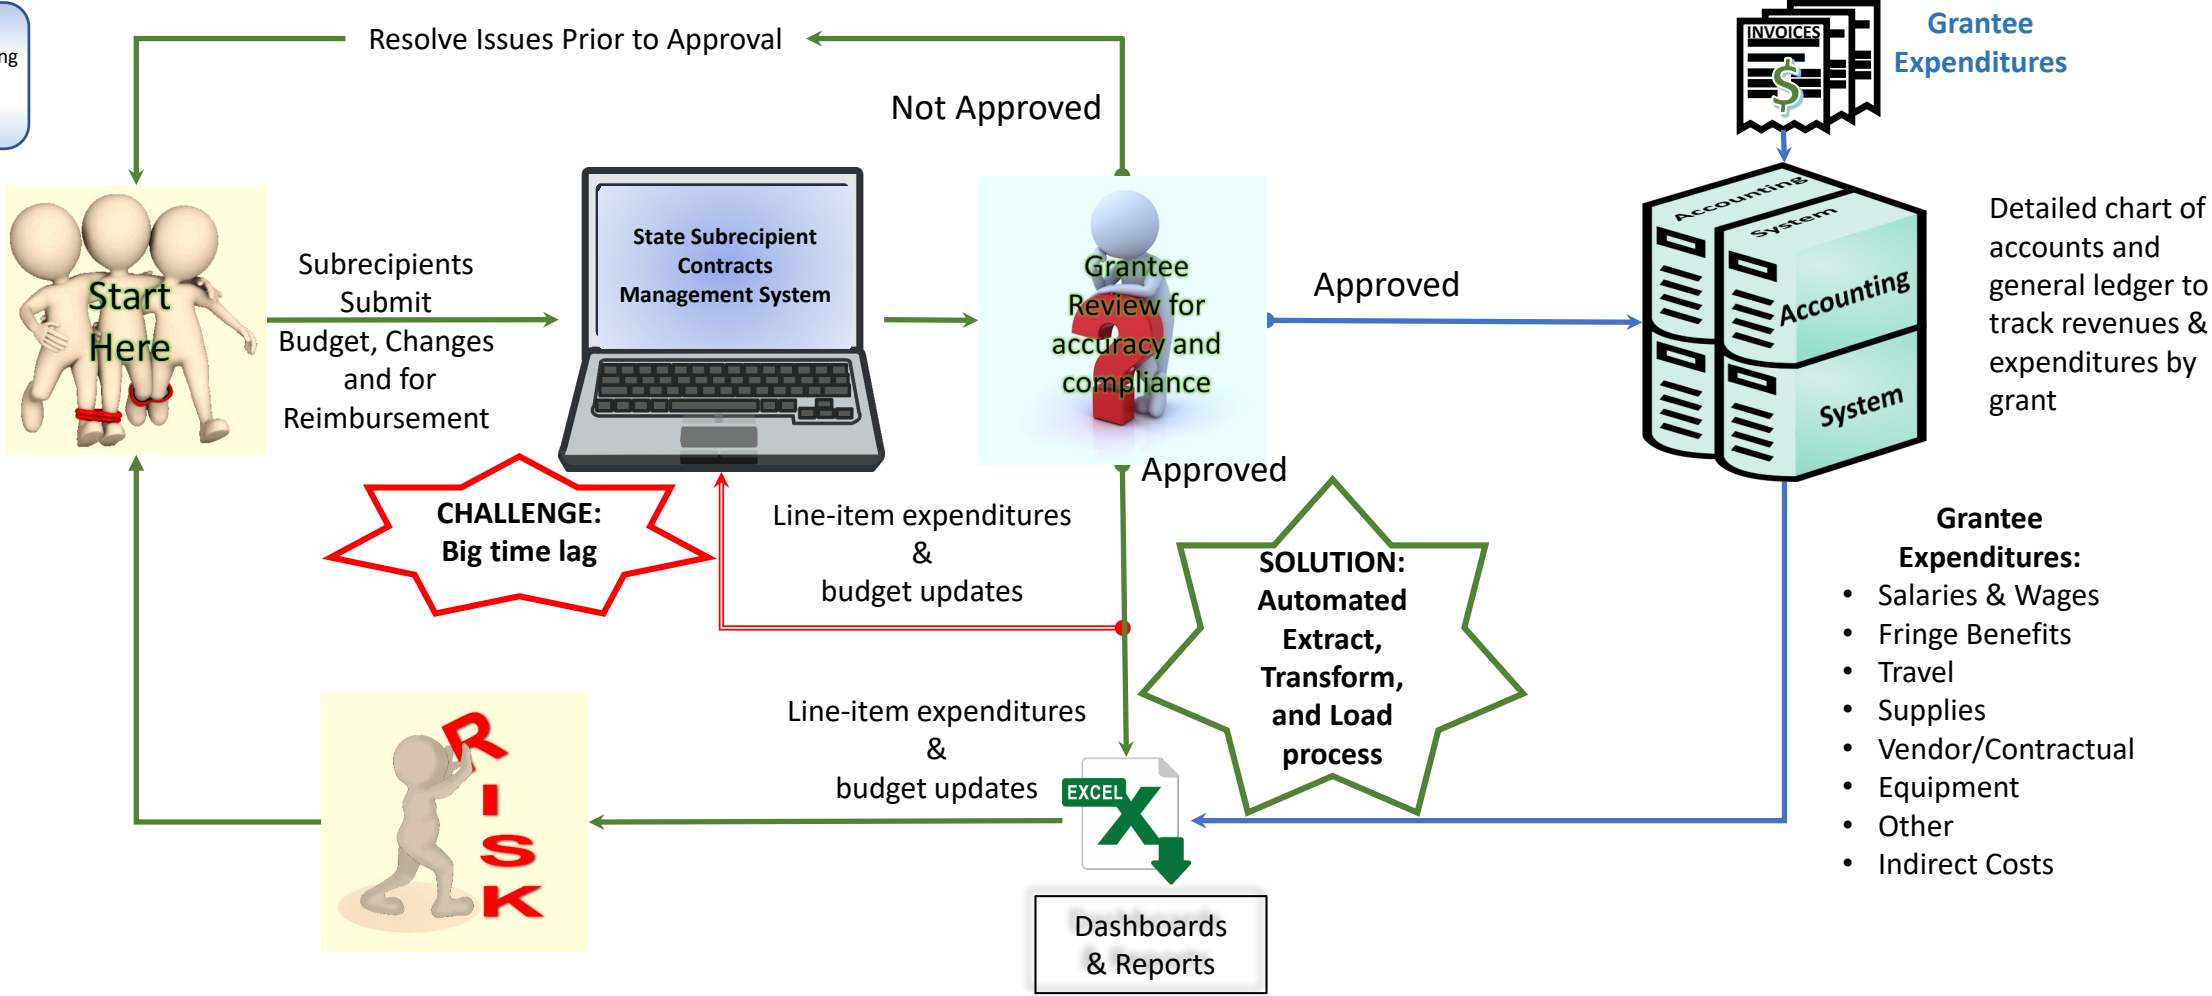 ng
Resolve Issues Prior to Approval
Not Approved
INVOICES
$
Grantee
Expenditures
Start
Here
Subrecipients
Submit
Budget, Changes
and for
Reimbursement
State Subrecipient
Contracts
Management System
Grantee
Review for
accuracy and
compliance
Approved
Accounting
System
Accounting
System
Detailed chart of
accounts and
general ledger to
track revenues &
expenditures by
grant
Approved
CHALLENGE:
Big time lag
Line-item expenditures
&
budget updates
SOLUTION:
Automated
Extract,
Transform,
and Load
process
Grantee
Expenditures:
• Salaries & Wages
• Fringe Benefits
• Travel
• Supplies
• Vendor/Contractual
• Equipment
• Other
• Indirect Costs
RISK
Line-item expenditures
&
budget updates
EXCEL
X
Dashboards
& Reports